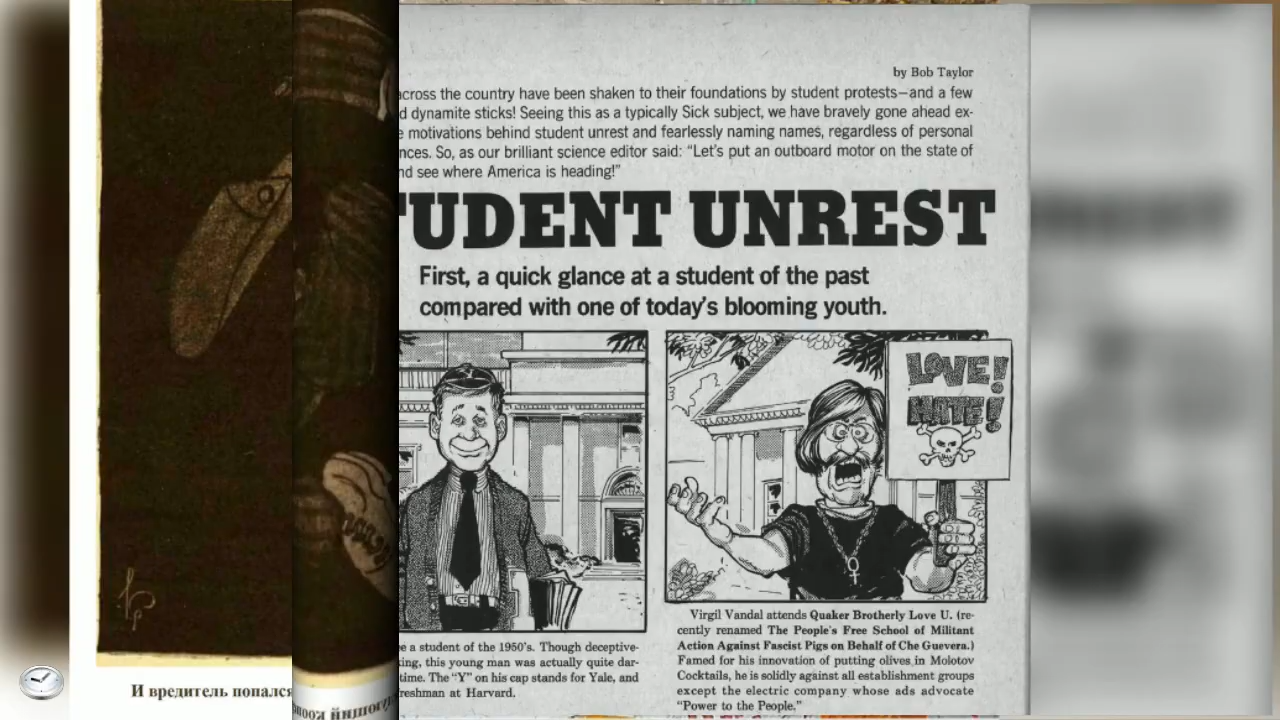 by Bob Taylor
across the country have been shaken to their foundations by student protests—and a few
d dynamite sticks! Seeing this as a typically Sick subject, we have bravely gone ahead ex-
e motivations behind student unrest and fearlessly naming names, regardless of personal
nces. So, as our brilliant science editor said: “Let’s put an outboard motor on the state of
nd see where America is heading!”
TUDENT UNREST
First, a quick glance at a student of the past
compared with one of today’s blooming youth.
LOVE!
HATE!
e a student of the 1950’s. Though deceptive-
king, this young man was actually quite dar-
time. The “Y” on his cap stands for Yale, and
reshman at Harvard.
Virgil Vandal attends Quaker Brotherly Love U. (re-
cently renamed The People’s Free School of Militant
Action Against Fascist Pigs on Behalf of Che Guevera.)
Famed for his innovation of putting olives in Molotov
Cocktails, he is solidly against all establishment groups
except the electric company whose ads advocate
“Power to the People.”
И вредитель попался